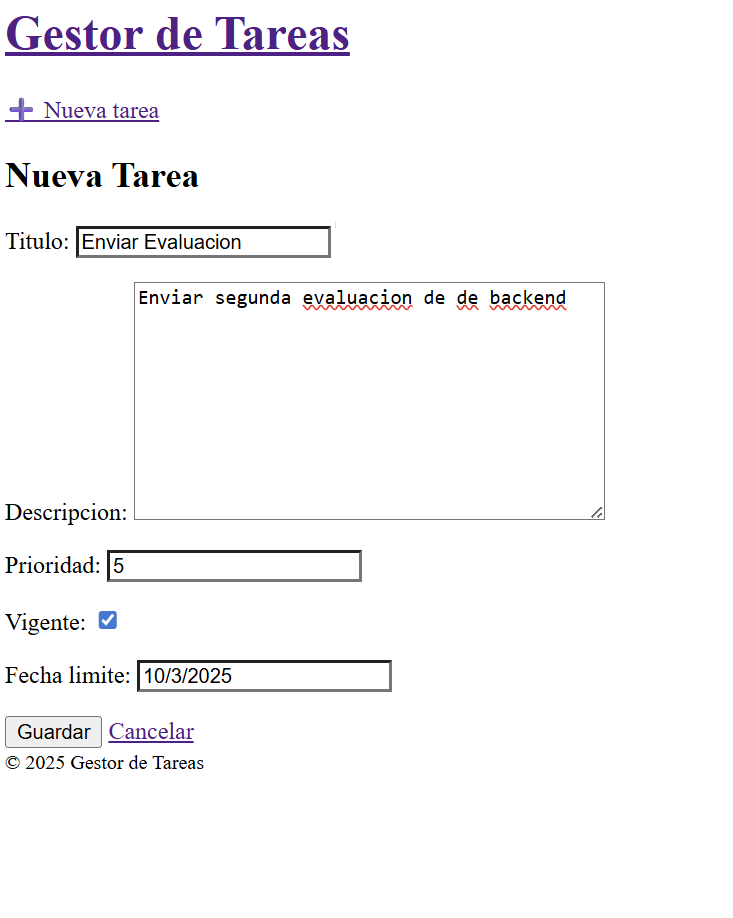 Gestor de Tareas
➕ Nueva tarea
Nueva Tarea
Titulo: Enviar Evaluacion
Enviar segunda evaluacion de de backend
Descripcion:
Prioridad: 5
Vigente:
Fecha limite: 10/3/2025
Guardar Cancelar
© 2025 Gestor de Tareas